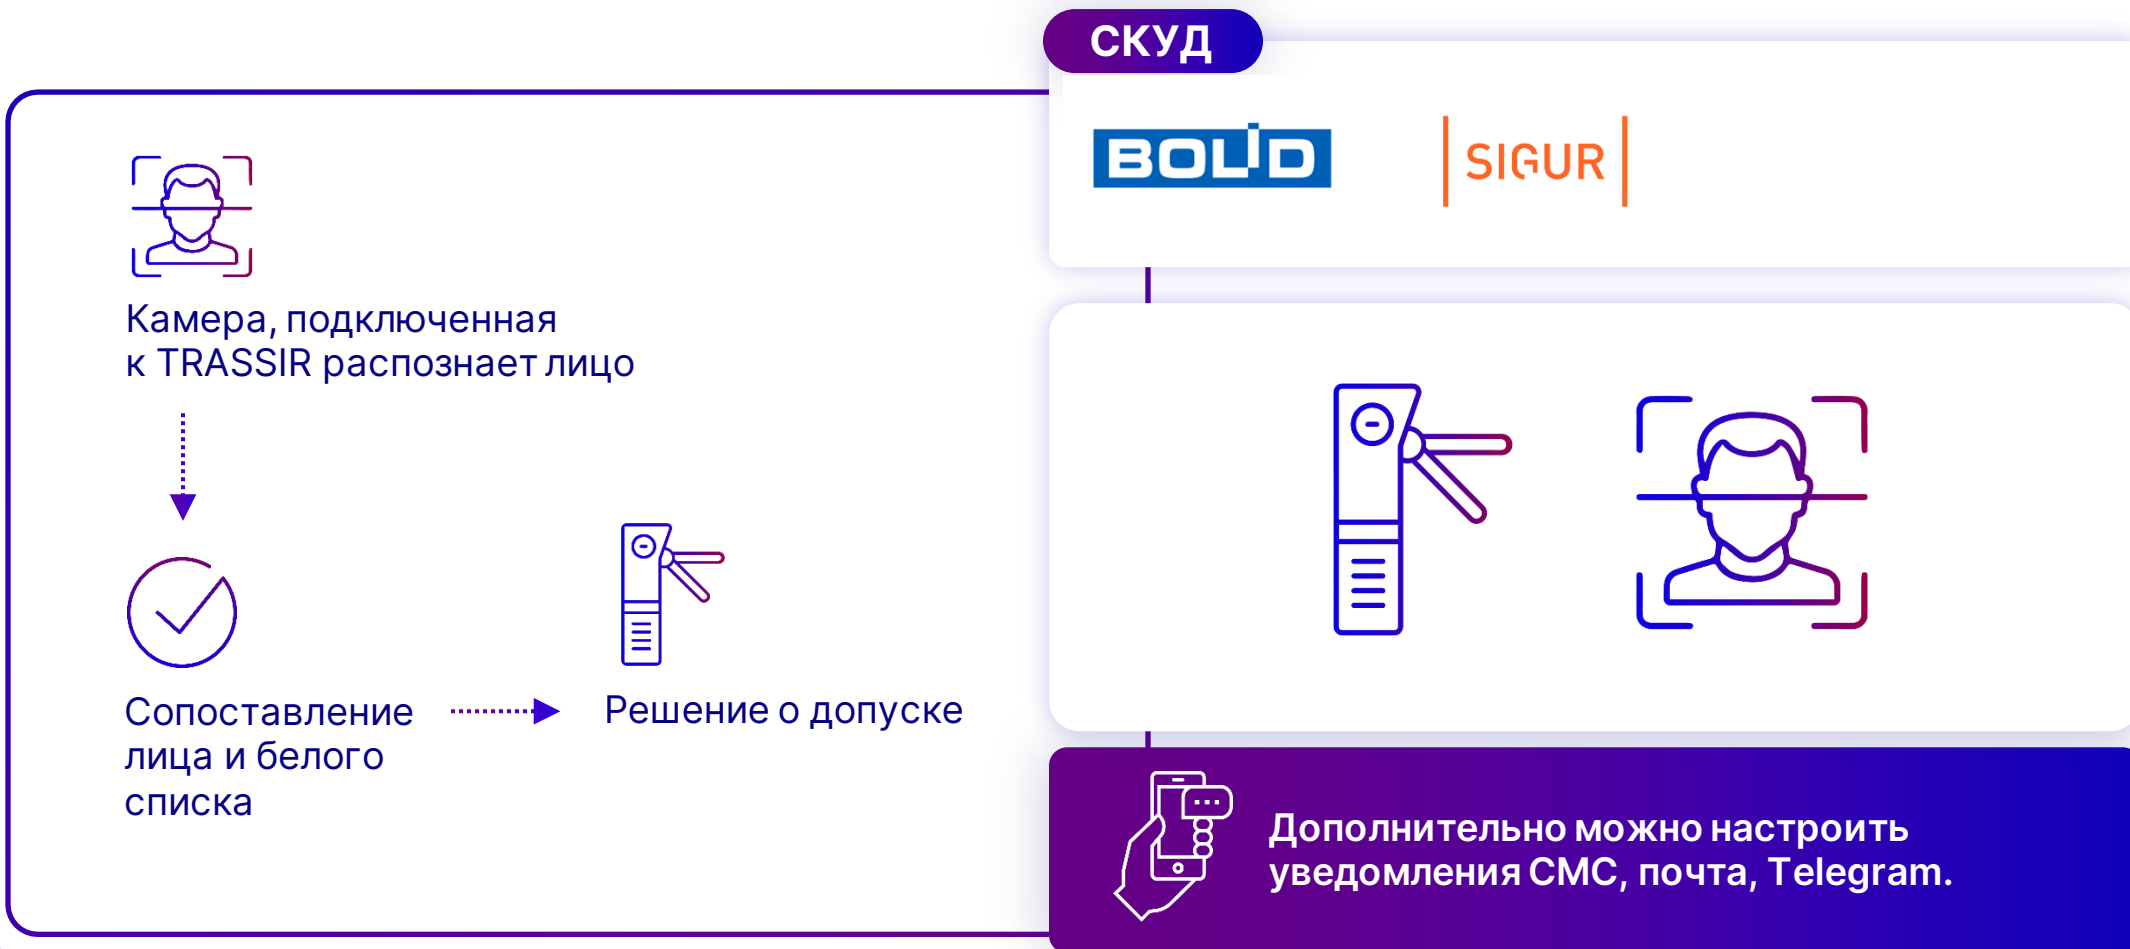 СКУД
BOLID
SIGUR
Камера, подключенная
к TRASSIR распознает лицо
Сопоставление
лица и белого
списка
Решение о допуске
Дополнительно можно настроить
уведомления СМС, почта, Telegram.